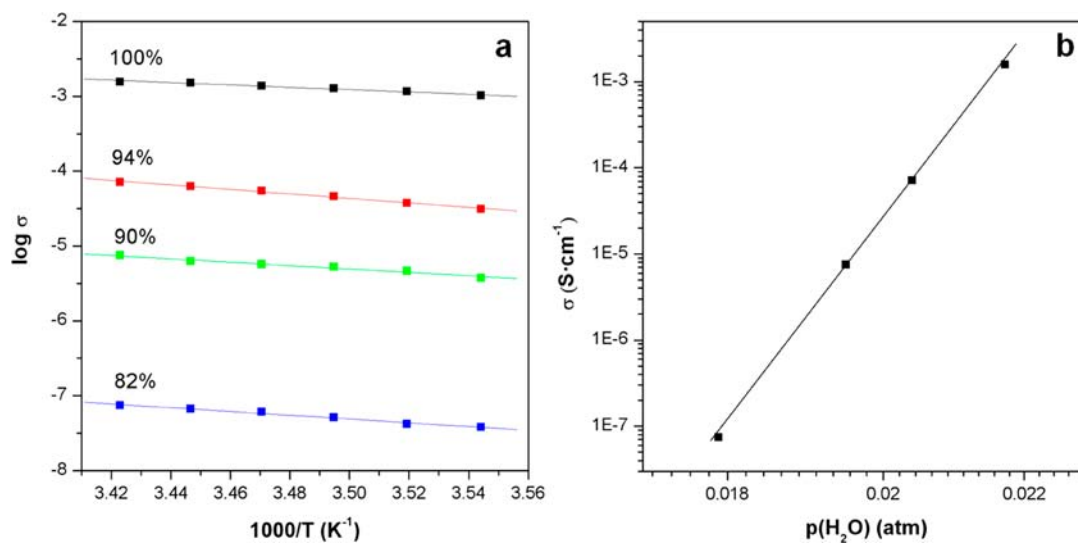 a
100%
94%
90%
82%
-2
-3
-4
-5
-6
-7
-8
log σ
3.42 3.44 3.46 3.48 3.50 3.52 3.54 3.56
1000/T (K⁻¹)
b
1E-3
1E-4
1E-5
1E-6
1E-7
σ (S·cm⁻¹)
0.018 0.02 0.022
p(H₂O) (atm)